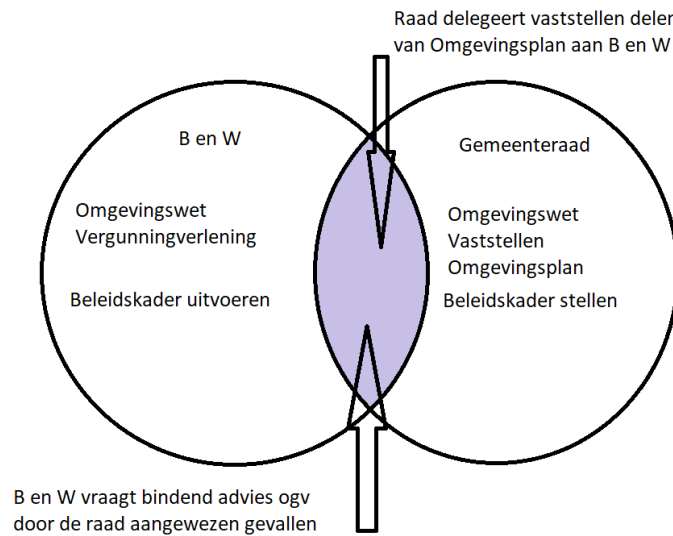 Raad delegeert vaststellen delen
van Omgevingsplan aan B en W
B en W
Gemeenteraad
Omgevingswet
Vergunningverlening
Beleidskader uitvoeren
Omgevingswet
Vaststellen
Omgevingsplan
Beleidskader stellen
B en W vraagt bindend advies ogv
door de raad aangewezen gevallen